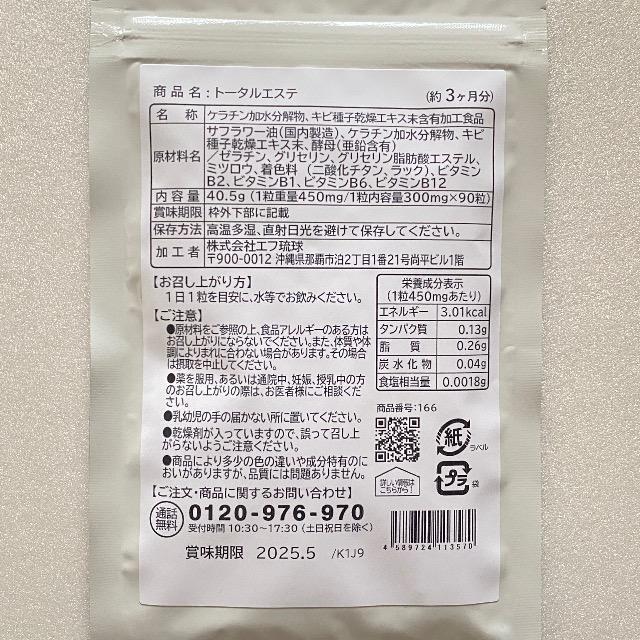 商品名:トータルエステ (約3ヶ月分)
名称 ケラチン加水分解物、キビ種子乾燥エキス末含有加工食品
原材料名 サフラワー油(国内製造)、ケラチン加水分解物、キビ
種子乾燥エキス末、酵母(亜鉛含有)
/ゼラチン、グリセリン、グリセリン脂肪酸エステル、
ミツロウ、着色料(二酸化チタン、ラック)、ビタミン
B2、ビタミンB1、ビタミンB6、ビタミンB12
内容量 40.5g(1粒重量450mg/1粒内容量300mg×90粒)
賞味期限 枠外下部に記載
保存方法 高温多湿、直射日光を避けて保存してください。
加工者 株式会社エフ琉球
〒900-0012 沖縄県那覇市泊2丁目1番地21号尚平ビル1階
【お召し上がり方】
1日1粒を目安に、水等でお飲みください。
【ご注意】
●原材料をご参照の上、食品アレルギーのある方は
お召し上がりにならないでください。また、体質や体
調によりまれに合わない場合があります。その場合
は摂取を中止してください。
●薬を服用、あるいは通院中、妊娠、授乳中の方
のお召し上がりの際は、お医者様にご相談くださ
い。
●乳幼児の手の届かない所に置いてください。
●乾燥剤が入っていますので、誤って召し上
がらないようご注意ください。
●商品により多少の色の違いや成分特有のに
おいがありますが、品質には問題ありません。
栄養成分表示
(1粒450mgあたり)
エネルギー 3.01kcal
タンパク質 0.13g
脂質 0.26g
炭水化物 0.04g
食塩相当量 0.0018g
商品番号:166
詳しい情報は
こちらから!
紙
ラベル
プラ
袋
【ご注文・商品に関するお問い合わせ】
通話
無料
0120-976-970
受付時間 10:30〜17:30(土日祝日を除く)
賞味期限 2025.5 /K1J9
4 589724 113570